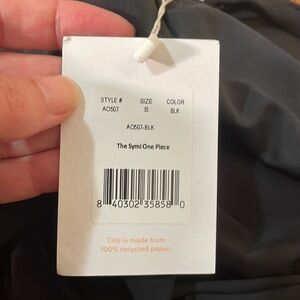 STYLE # SIZE COLOR
AO507 S BLK
AO507-BLK
The Symi One Piece
8 40302 35858 0
This is made from
100% recycled paper.